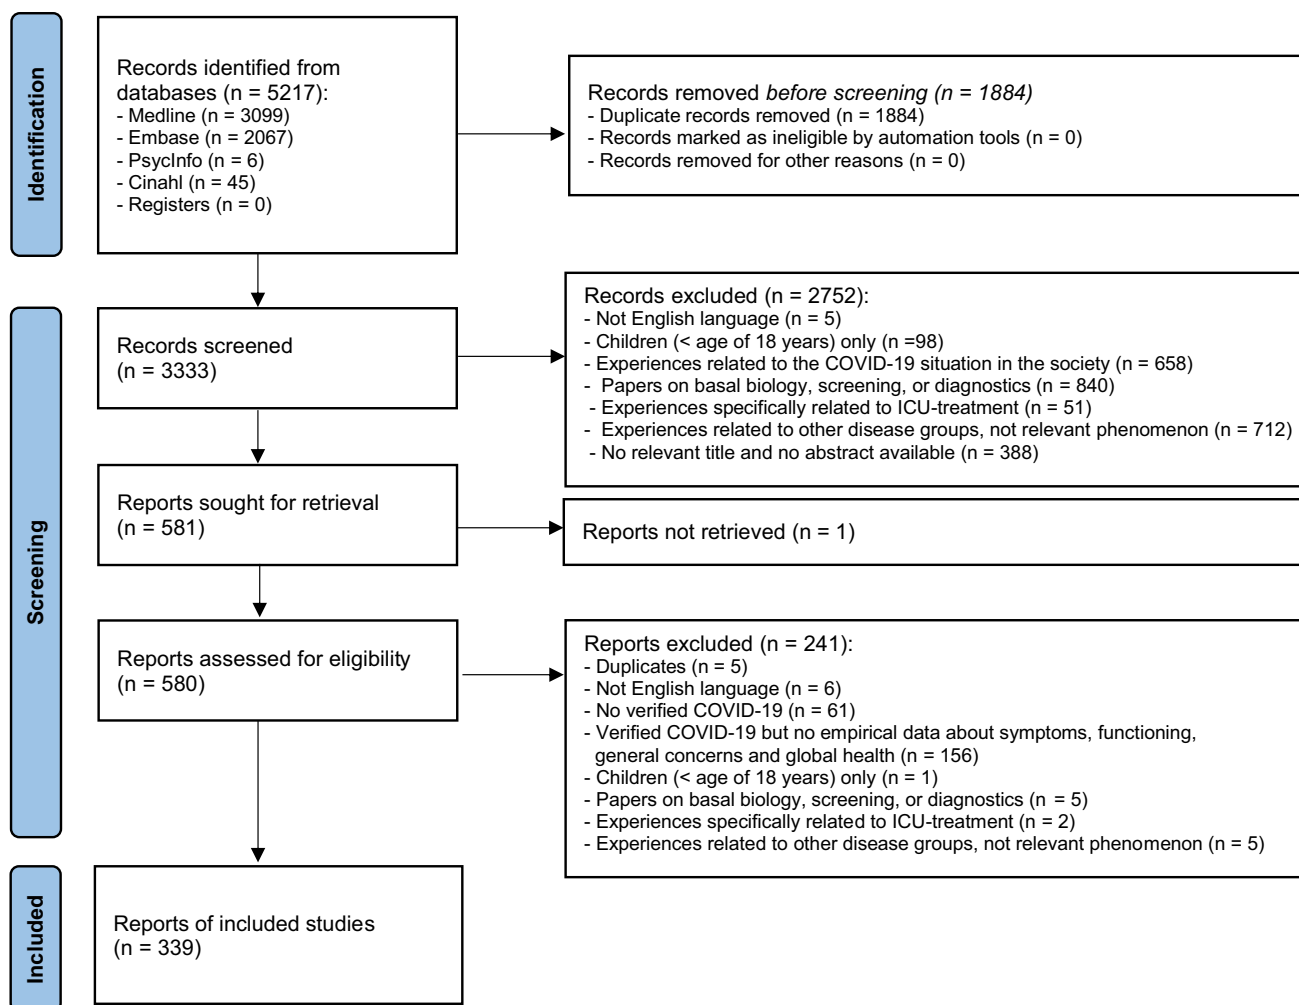 Identification
Records identified from
databases (n = 5217):
- Medline (n = 3099)
- Embase (n = 2067)
- PsycInfo (n = 6)
- Cinahl (n = 45)
- Registers (n = 0)
Records removed before screening (n = 1884)
- Duplicate records removed (n = 1884)
- Records marked as ineligible by automation tools (n = 0)
- Records removed for other reasons (n = 0)
Screening
Records screened
(n = 3333)
Records excluded (n = 2752):
- Not English language (n = 5)
- Children (< age of 18 years) only (n =98)
- Experiences related to the COVID-19 situation in the society (n = 658)
- Papers on basal biology, screening, or diagnostics (n = 840)
- Experiences specifically related to ICU-treatment (n = 51)
- Experiences related to other disease groups, not relevant phenomenon (n = 712)
- No relevant title and no abstract available (n = 388)
Reports sought for retrieval
(n = 581)
Reports not retrieved (n = 1)
Reports assessed for eligibility
(n = 580)
Reports excluded (n = 241):
- Duplicates (n = 5)
- Not English language (n = 6)
- No verified COVID-19 (n = 61)
- Verified COVID-19 but no empirical data about symptoms, functioning,
general concerns and global health (n = 156)
- Children (< age of 18 years) only (n = 1)
- Papers on basal biology, screening, or diagnostics (n = 5)
- Experiences specifically related to ICU-treatment (n = 2)
- Experiences related to other disease groups, not relevant phenomenon (n = 5)
Included
Reports of included studies
(n = 339)